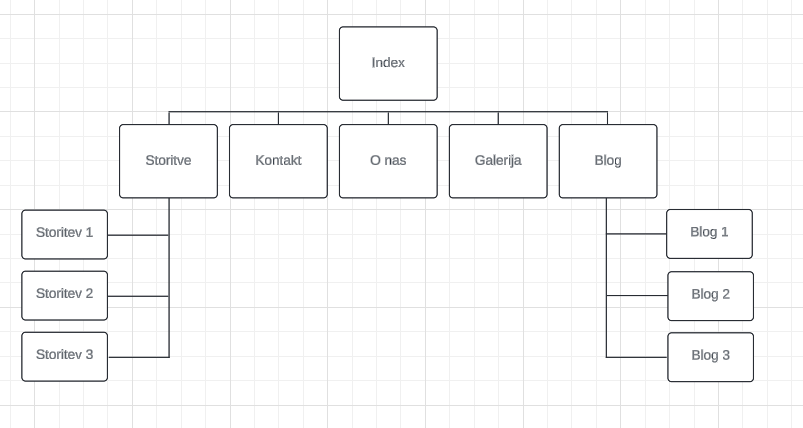 Index
Storitve
Kontakt
O nas
Galerija
Blog
Storitev 1
Storitev 2
Storitev 3
Blog 1
Blog 2
Blog 3